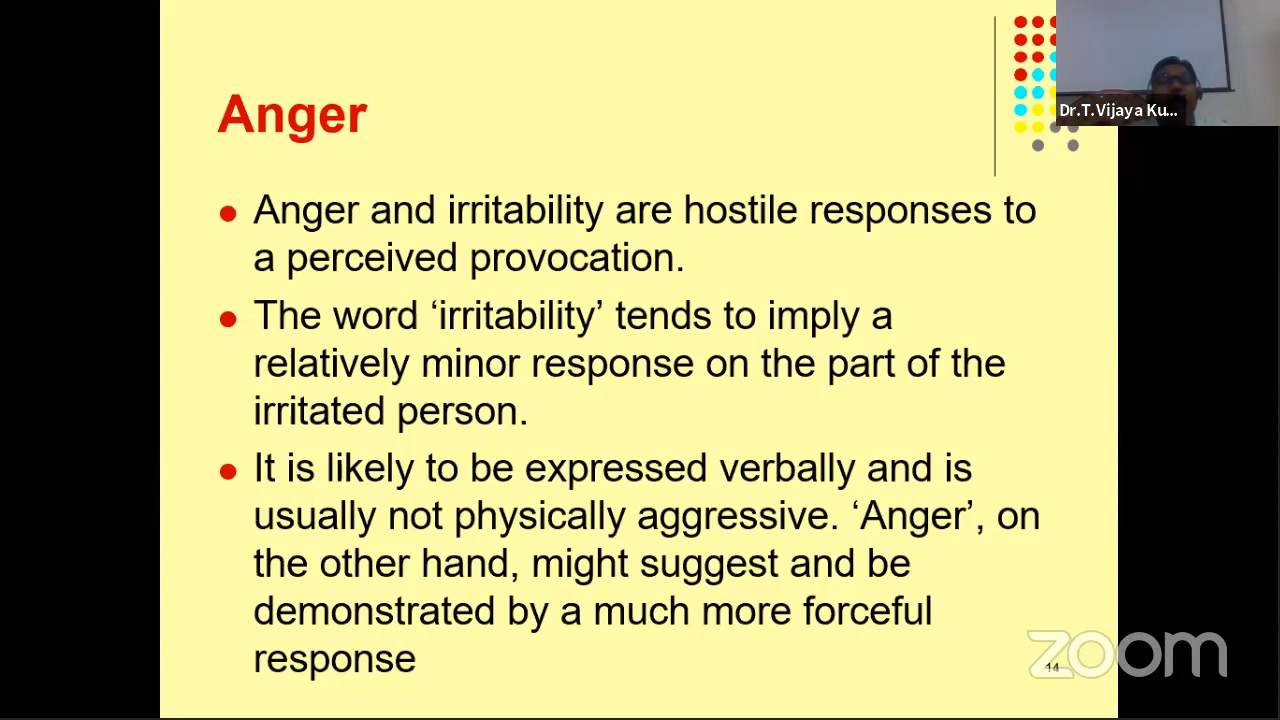 Dr.T.Vijaya Ku...
Anger
Anger and irritability are hostile responses to
a perceived provocation.
The word ‘irritability’ tends to imply a
relatively minor response on the part of the
irritated person.
It is likely to be expressed verbally and is
usually not physically aggressive. ‘Anger’, on
the other hand, might suggest and be
demonstrated by a much more forceful
response
14
zoom